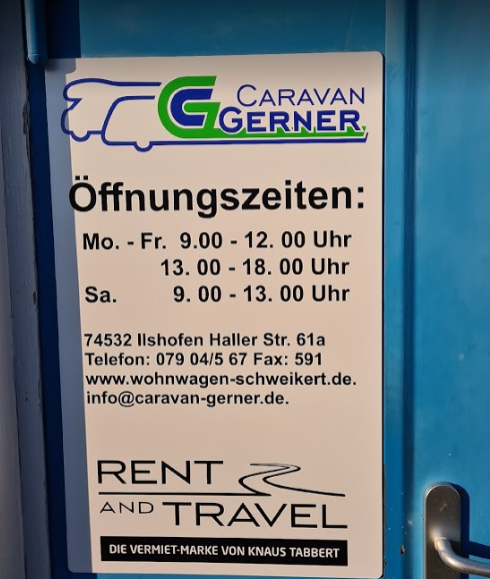 CARAVAN
GERNER
Öffnungszeiten:
Mo. - Fr. 9.00 - 12. 00 Uhr
13. 00 - 18. 00 Uhr
Sa. 9. 00 - 13. 00 Uhr
74532 Ilshofen Haller Str. 61a
Telefon: 079 04/5 67 Fax: 591
www.wohnwagen-schweikert.de.
info@caravan-gerner.de.
RENT
AND TRAVEL
DIE VERMIET-MARKE VON KNAUS TABBERT